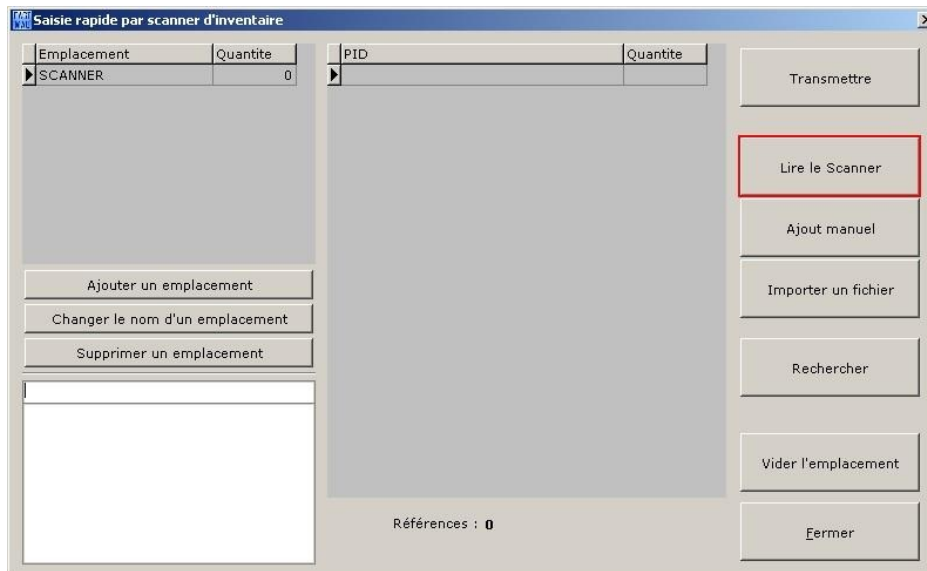 Saisie rapide par scanner d'inventaire
Emplacement Quantite
SCANNER 0
PID Quantite
Transmettre
Lire le Scanner
Ajout manuel
Importer un fichier
Rechercher
Vider l'emplacement
Fermer
Ajouter un emplacement
Changer le nom d'un emplacement
Supprimer un emplacement
Références : 0